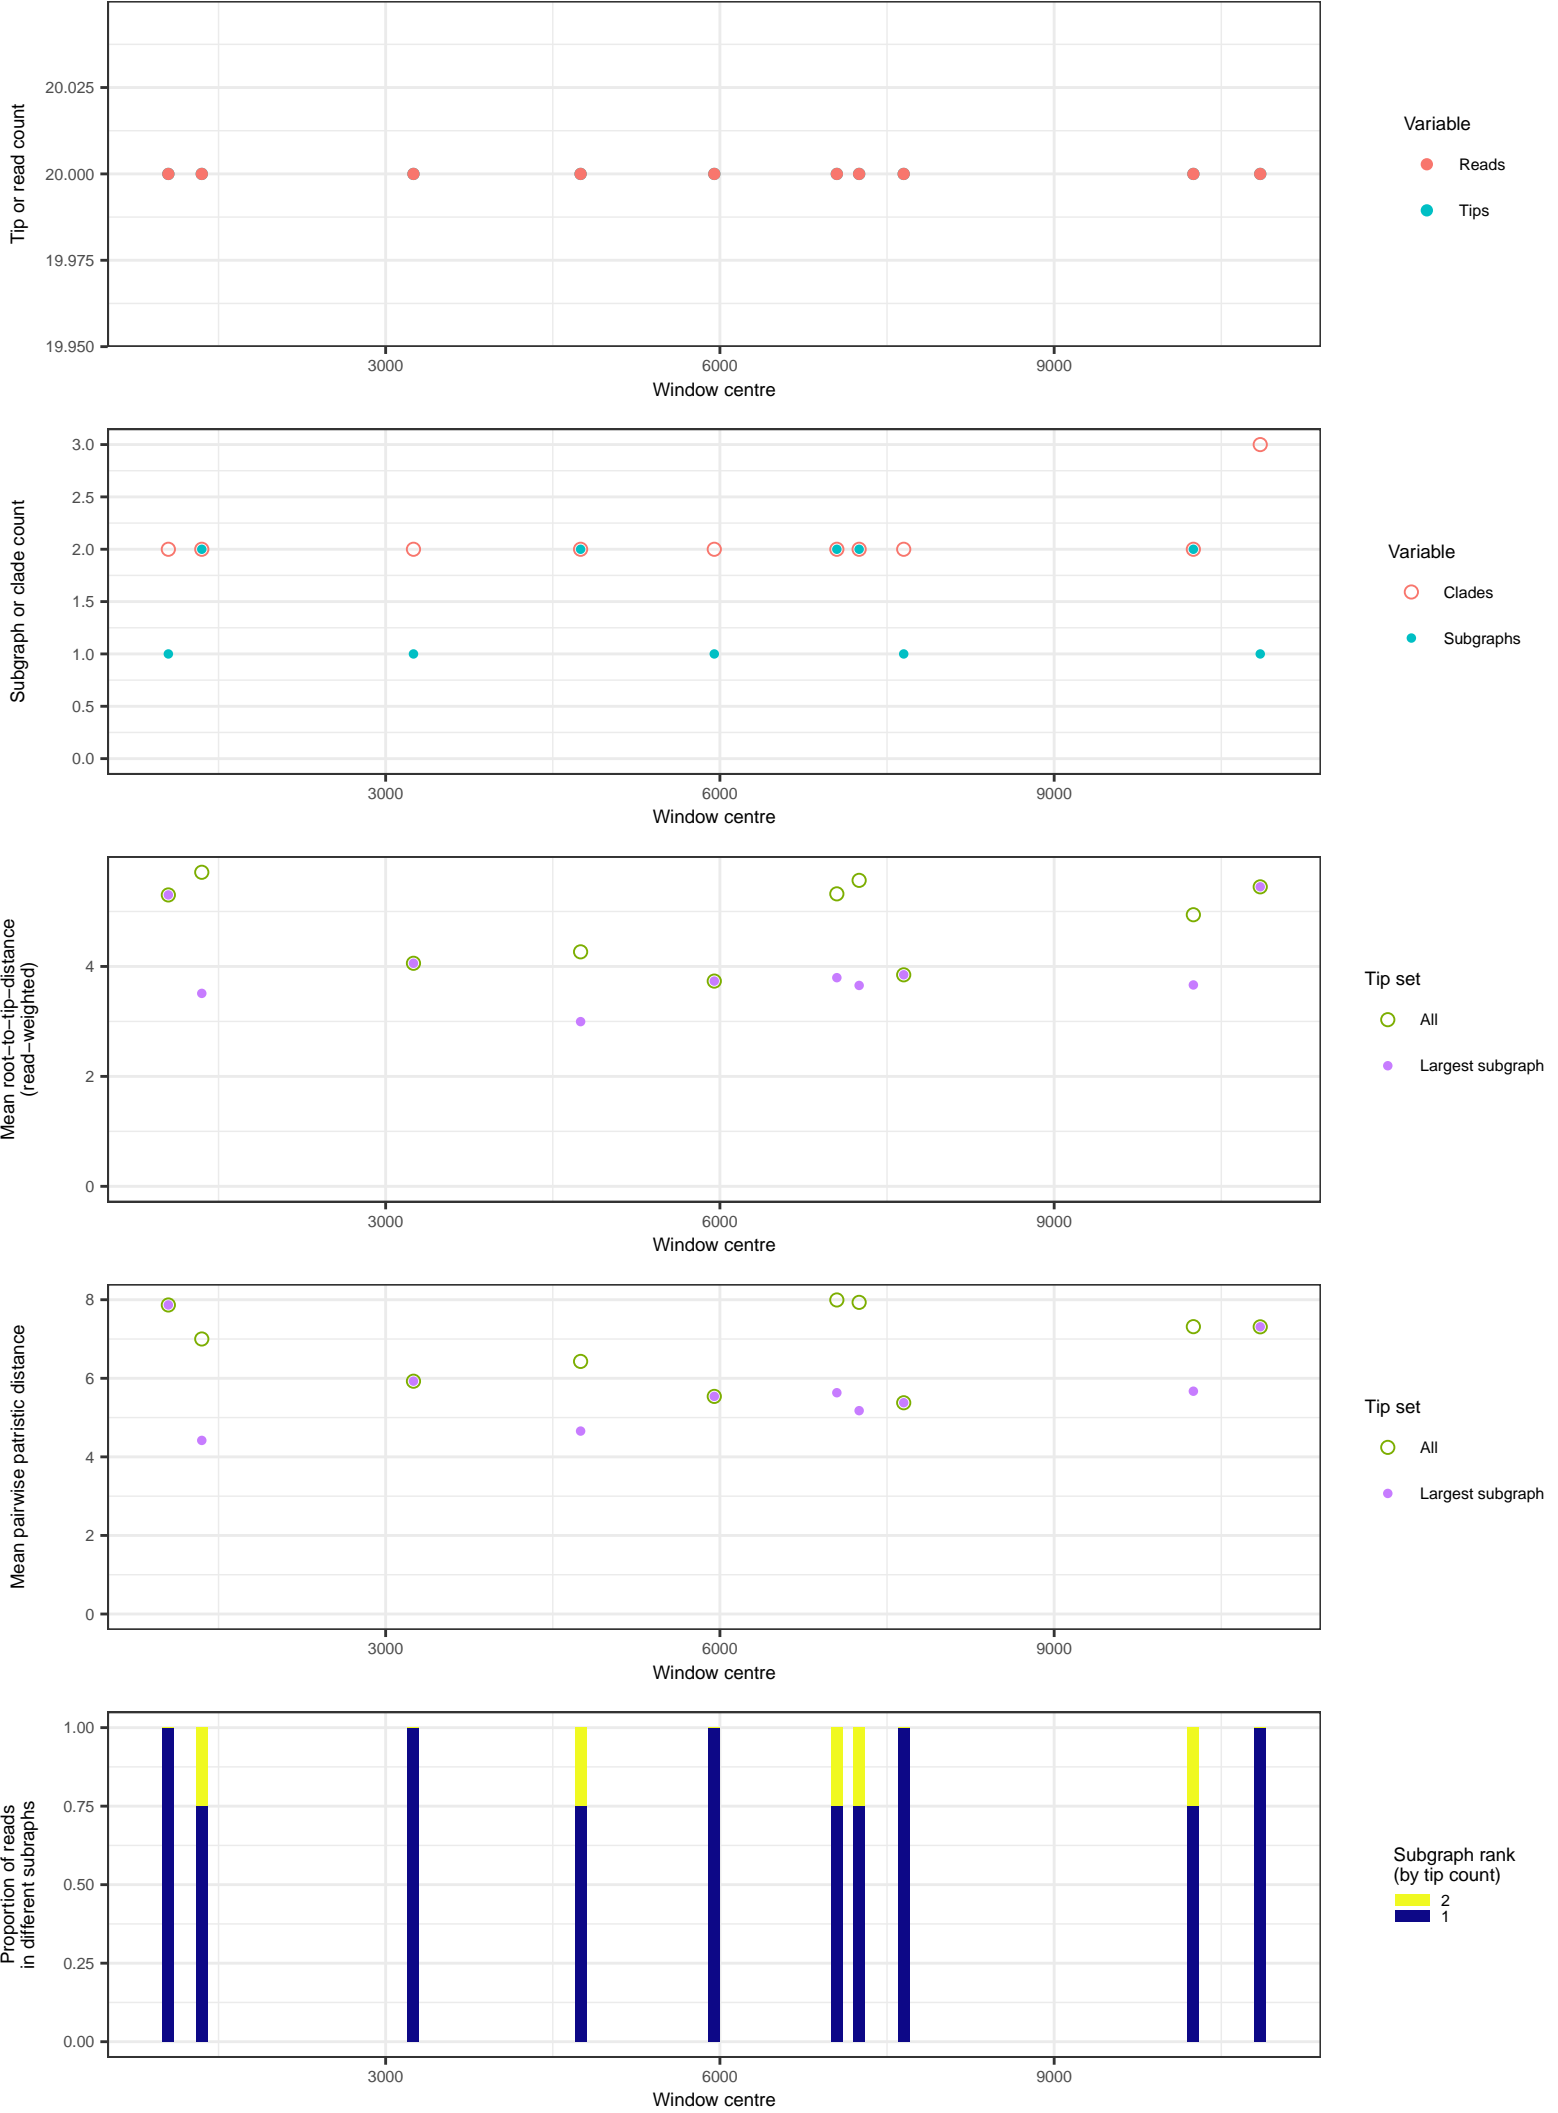 Tip or read count
20.025
20.000
19.975
19.950
3000
6000
9000
Window centre
Variable
Reads
Tips
Subgraph or clade count
3.0
2.5
2.0
1.5
1.0
0.5
0.0
3000
6000
9000
Window centre
Variable
Clades
Subgraphs
Mean root−to−tip−distance
(read−weighted)
4
2
0
3000
6000
9000
Window centre
Tip set
All
Largest subgraph
Mean pairwise patristic distance
8
6
4
2
0
3000
6000
9000
Window centre
Tip set
All
Largest subgraph
Proportion of reads
in different subraphs
1.00
0.75
0.50
0.25
0.00
3000
6000
9000
Window centre
Subgraph rank
(by tip count)
2
1